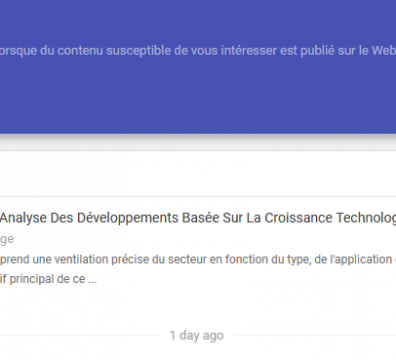 orsque du contenu susceptible de vous intéresser est publié sur le Web
Analyse Des Développements Basée Sur La Croissance Technolog
ge
prend une ventilation précise du secteur en fonction du type, de l'application
if principal de ce ...
1 day ago